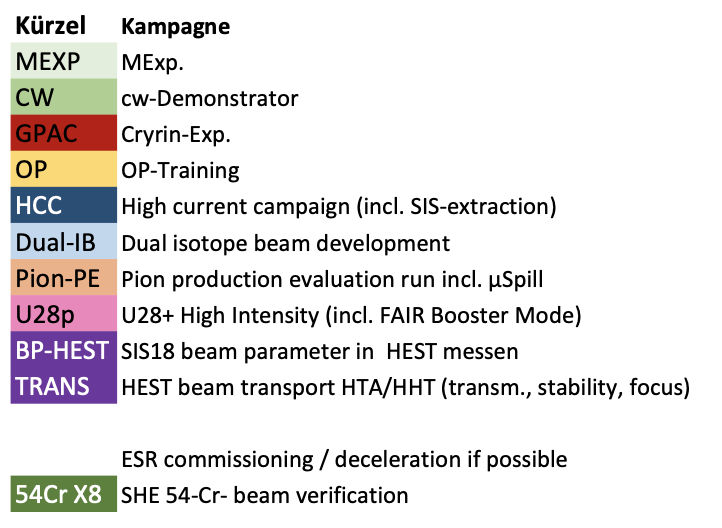 Kürzel Kampagne
MEXP MExp.
CW cw-Demonstrator
GPAC Cryrin-Exp.
OP OP-Training
HCC High current campaign (incl. SIS-extraction)
Dual-IB Dual isotope beam development
Pion-PE Pion production evaluation run incl. µSpill
U28p U28+ High Intensity (incl. FAIR Booster Mode)
BP-HEST SIS18 beam parameter in HEST messen
TRANS HEST beam transport HTA/HHT (transm., stability, focus)
ESR commissioning / deceleration if possible
54Cr X8 SHE 54-Cr- beam verification